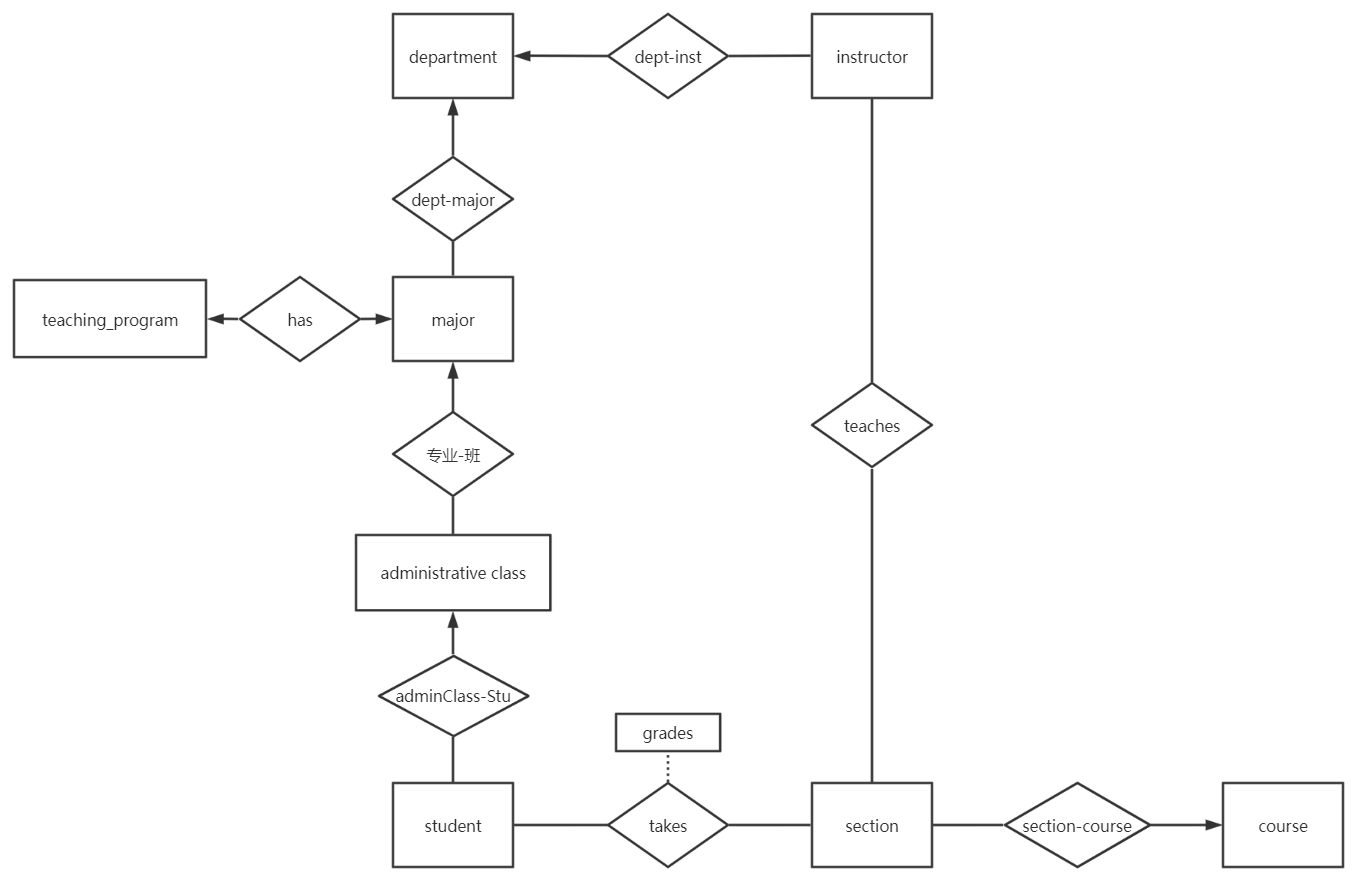 department
dept-inst
instructor
dept-major
teaching_program
has
major
teaches
专业-班
administrative class
adminClass-Stu
grades
student
takes
section
section-course
course